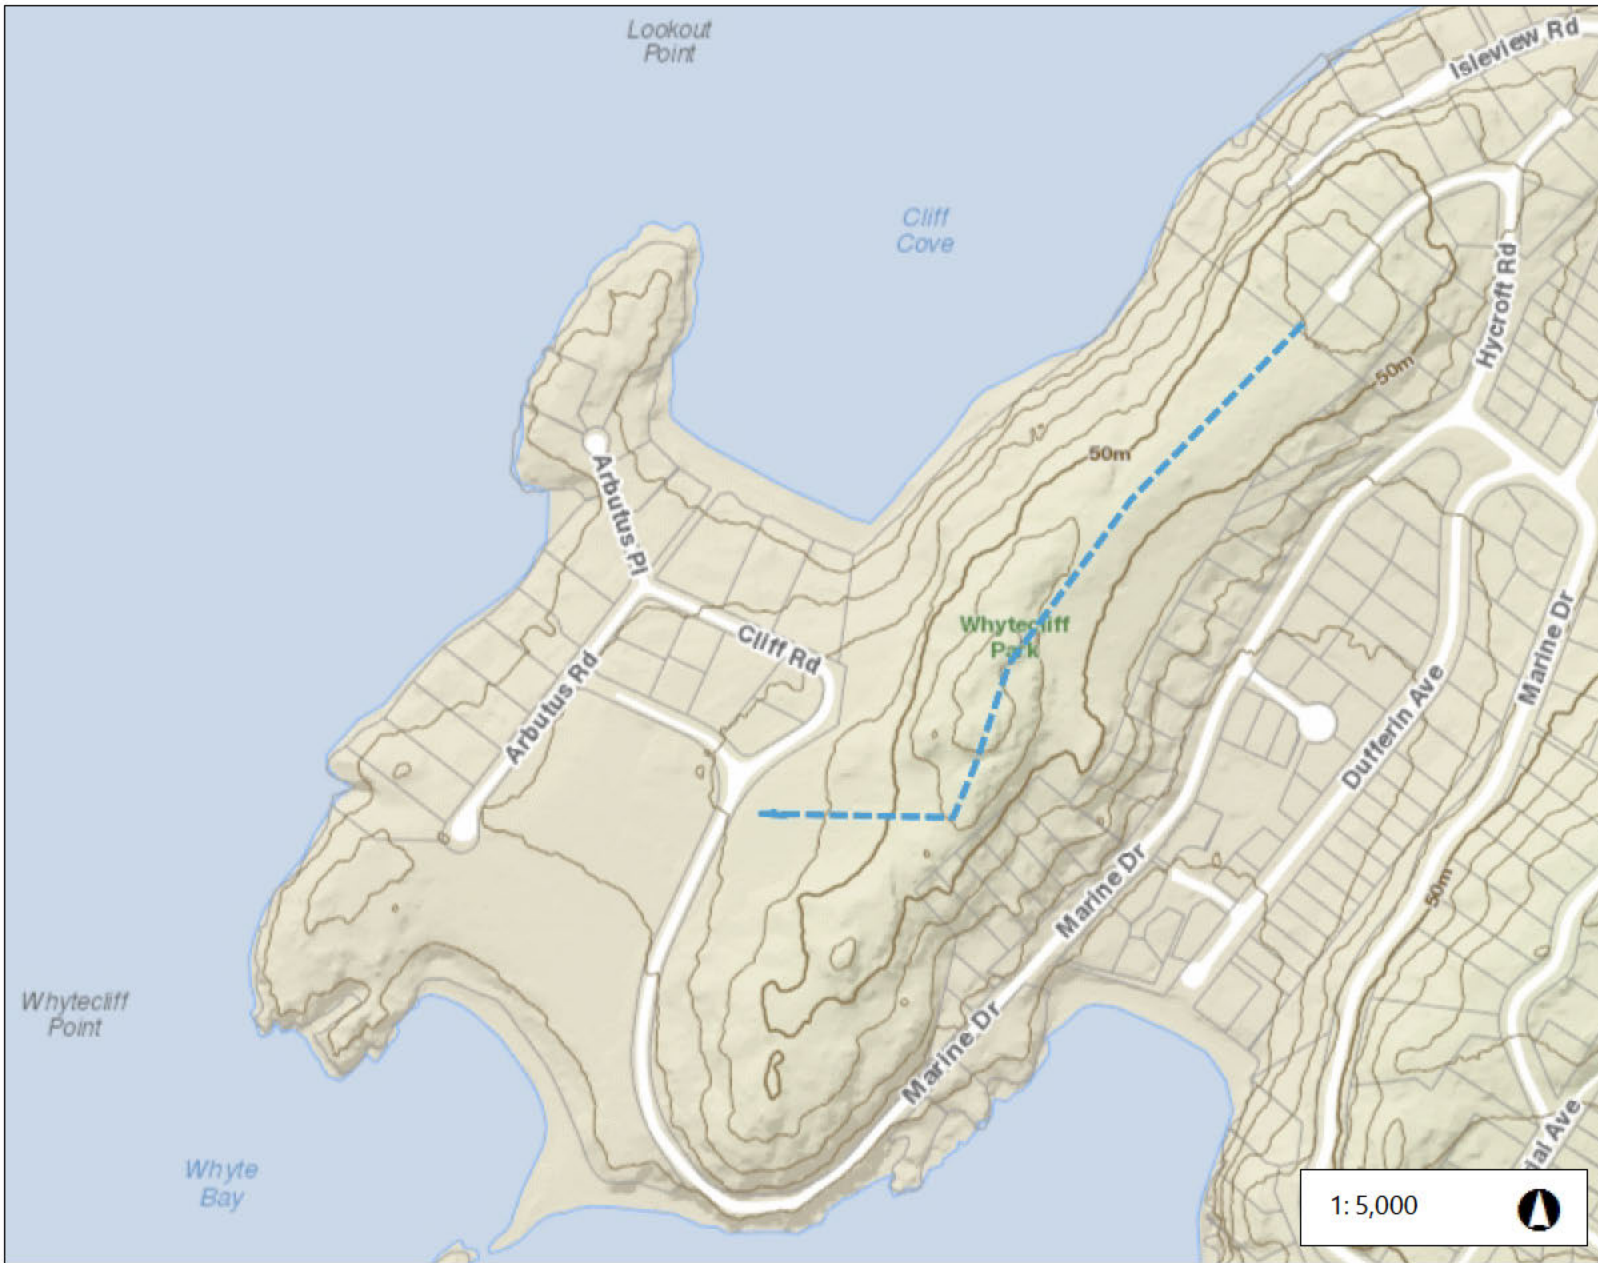 Lookout
Point
Isleview Rd
Cliff
Cove
Hycroft Rd
50m
50m
Arbutus Pl
Whytecliff
Park
Cliff Rd
Arbutus Rd
Marine Dr
Dufferin Ave
Marine Dr
50m
Whytecliff
Point
Marine Dr
Whyte
Bay
1: 5,000